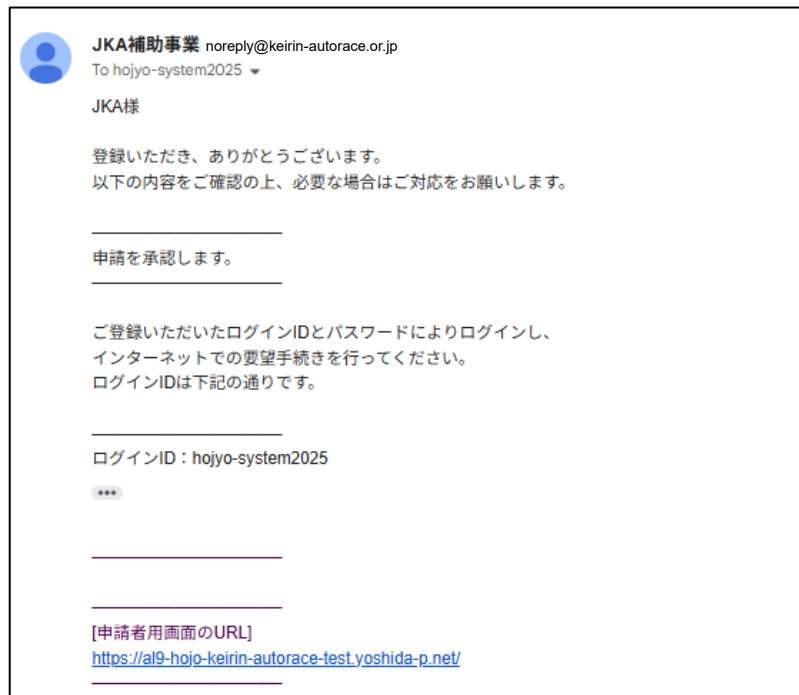 JKA補助事業 noreply@keirin-autorace.or.jp
To hojyo-system2025
JKA様
登録いただき、ありがとうございます。
以下の内容をご確認の上、必要な場合はご対応をお願いします。
申請を承認します。
ご登録いただいたログインIDとパスワードによりログインし、
インターネットでの要望手続きを行ってください。
ログインIDは下記の通りです。
ログインID：hojyo-system2025
[申請者用画面のURL]
https://al9-hojo-keirin-autorace-test.yoshida-p.net/